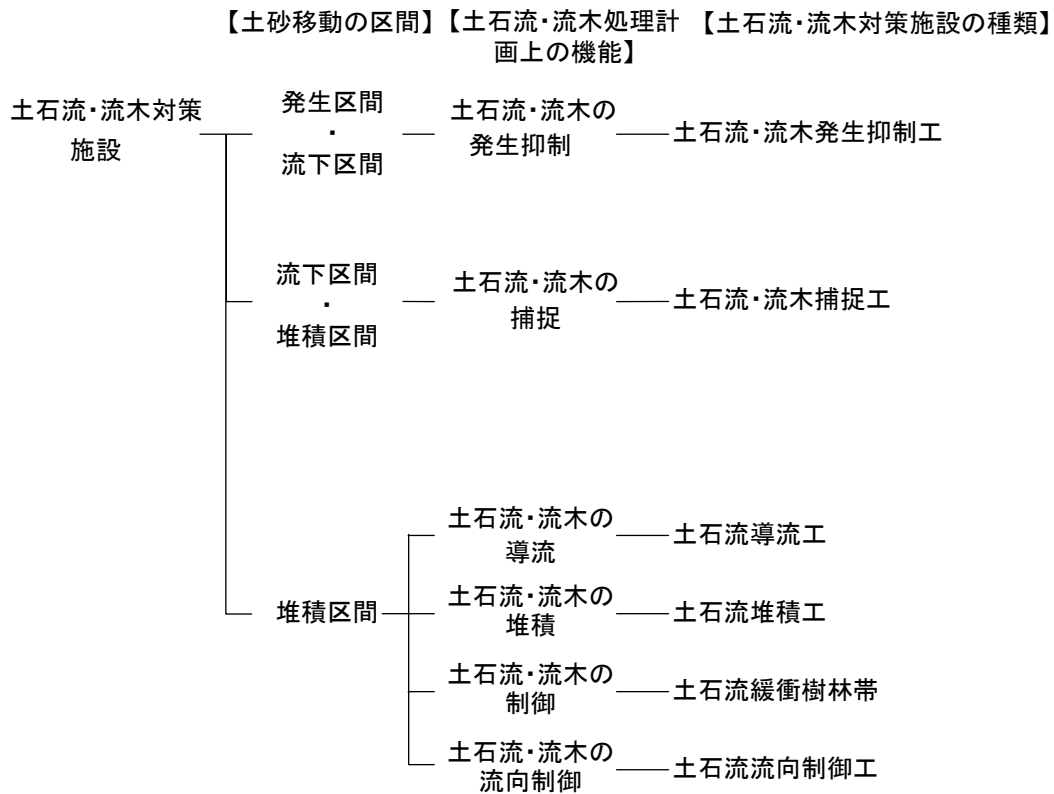 【土砂移動の区間】【土石流・流木処理計
画上の機能】
【土石流・流木対策施設の種類】
土石流・流木対策
施設
発生区間
・
流下区間
土石流・流木の
発生抑制
土石流・流木発生抑制工
流下区間
・
堆積区間
土石流・流木の
捕捉
土石流・流木捕捉工
堆積区間
土石流・流木の
導流
土石流導流工
土石流・流木の
堆積
土石流堆積工
土石流・流木の
制御
土石流緩衝樹林帯
土石流・流木の
流向制御
土石流流向制御工